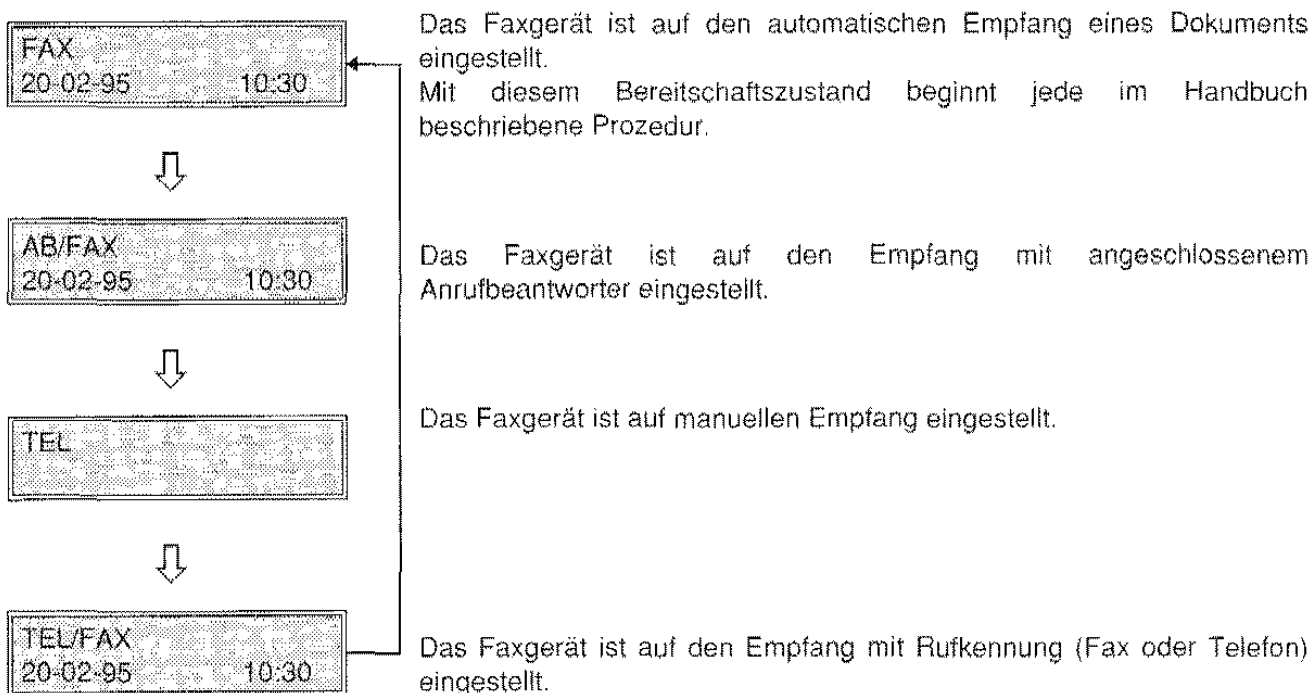 FAX
20-02-95 10:30
Das Faxgerät ist auf den automatischen Empfang eines Dokuments
eingestellt.
Mit diesem Bereitschaftszustand beginnt jede im Handbuch
beschriebene Prozedur.
AB/FAX
20-02-95 10:30
Das Faxgerät ist auf den Empfang mit angeschlossenem
Anrufbeantworter eingestellt.
TEL
Das Faxgerät ist auf manuellen Empfang eingestellt.
TEL/FAX
20-02-95 10:30
Das Faxgerät ist auf den Empfang mit Rufkennung (Fax oder Telefon)
eingestellt.